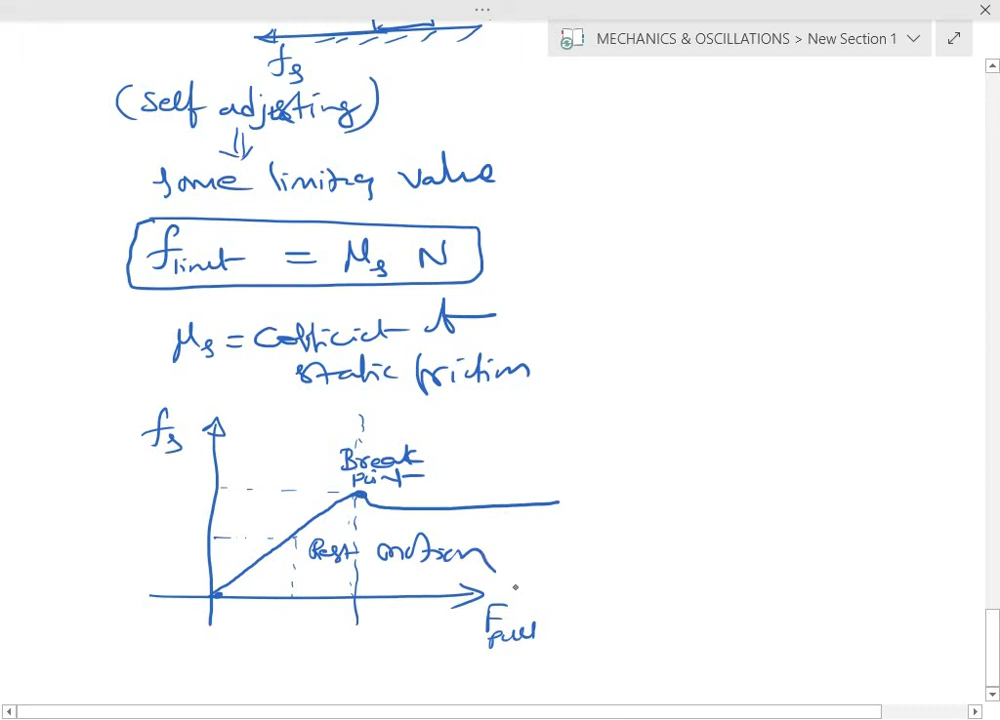 MECHANICS & OSCILLATIONS > New Section 1
fs
(Self adjusting)
⇓
some limiting value
flimit = μs N
μs = Coefficient of
static friction
fs
Break
point
Rest motion
Fpull